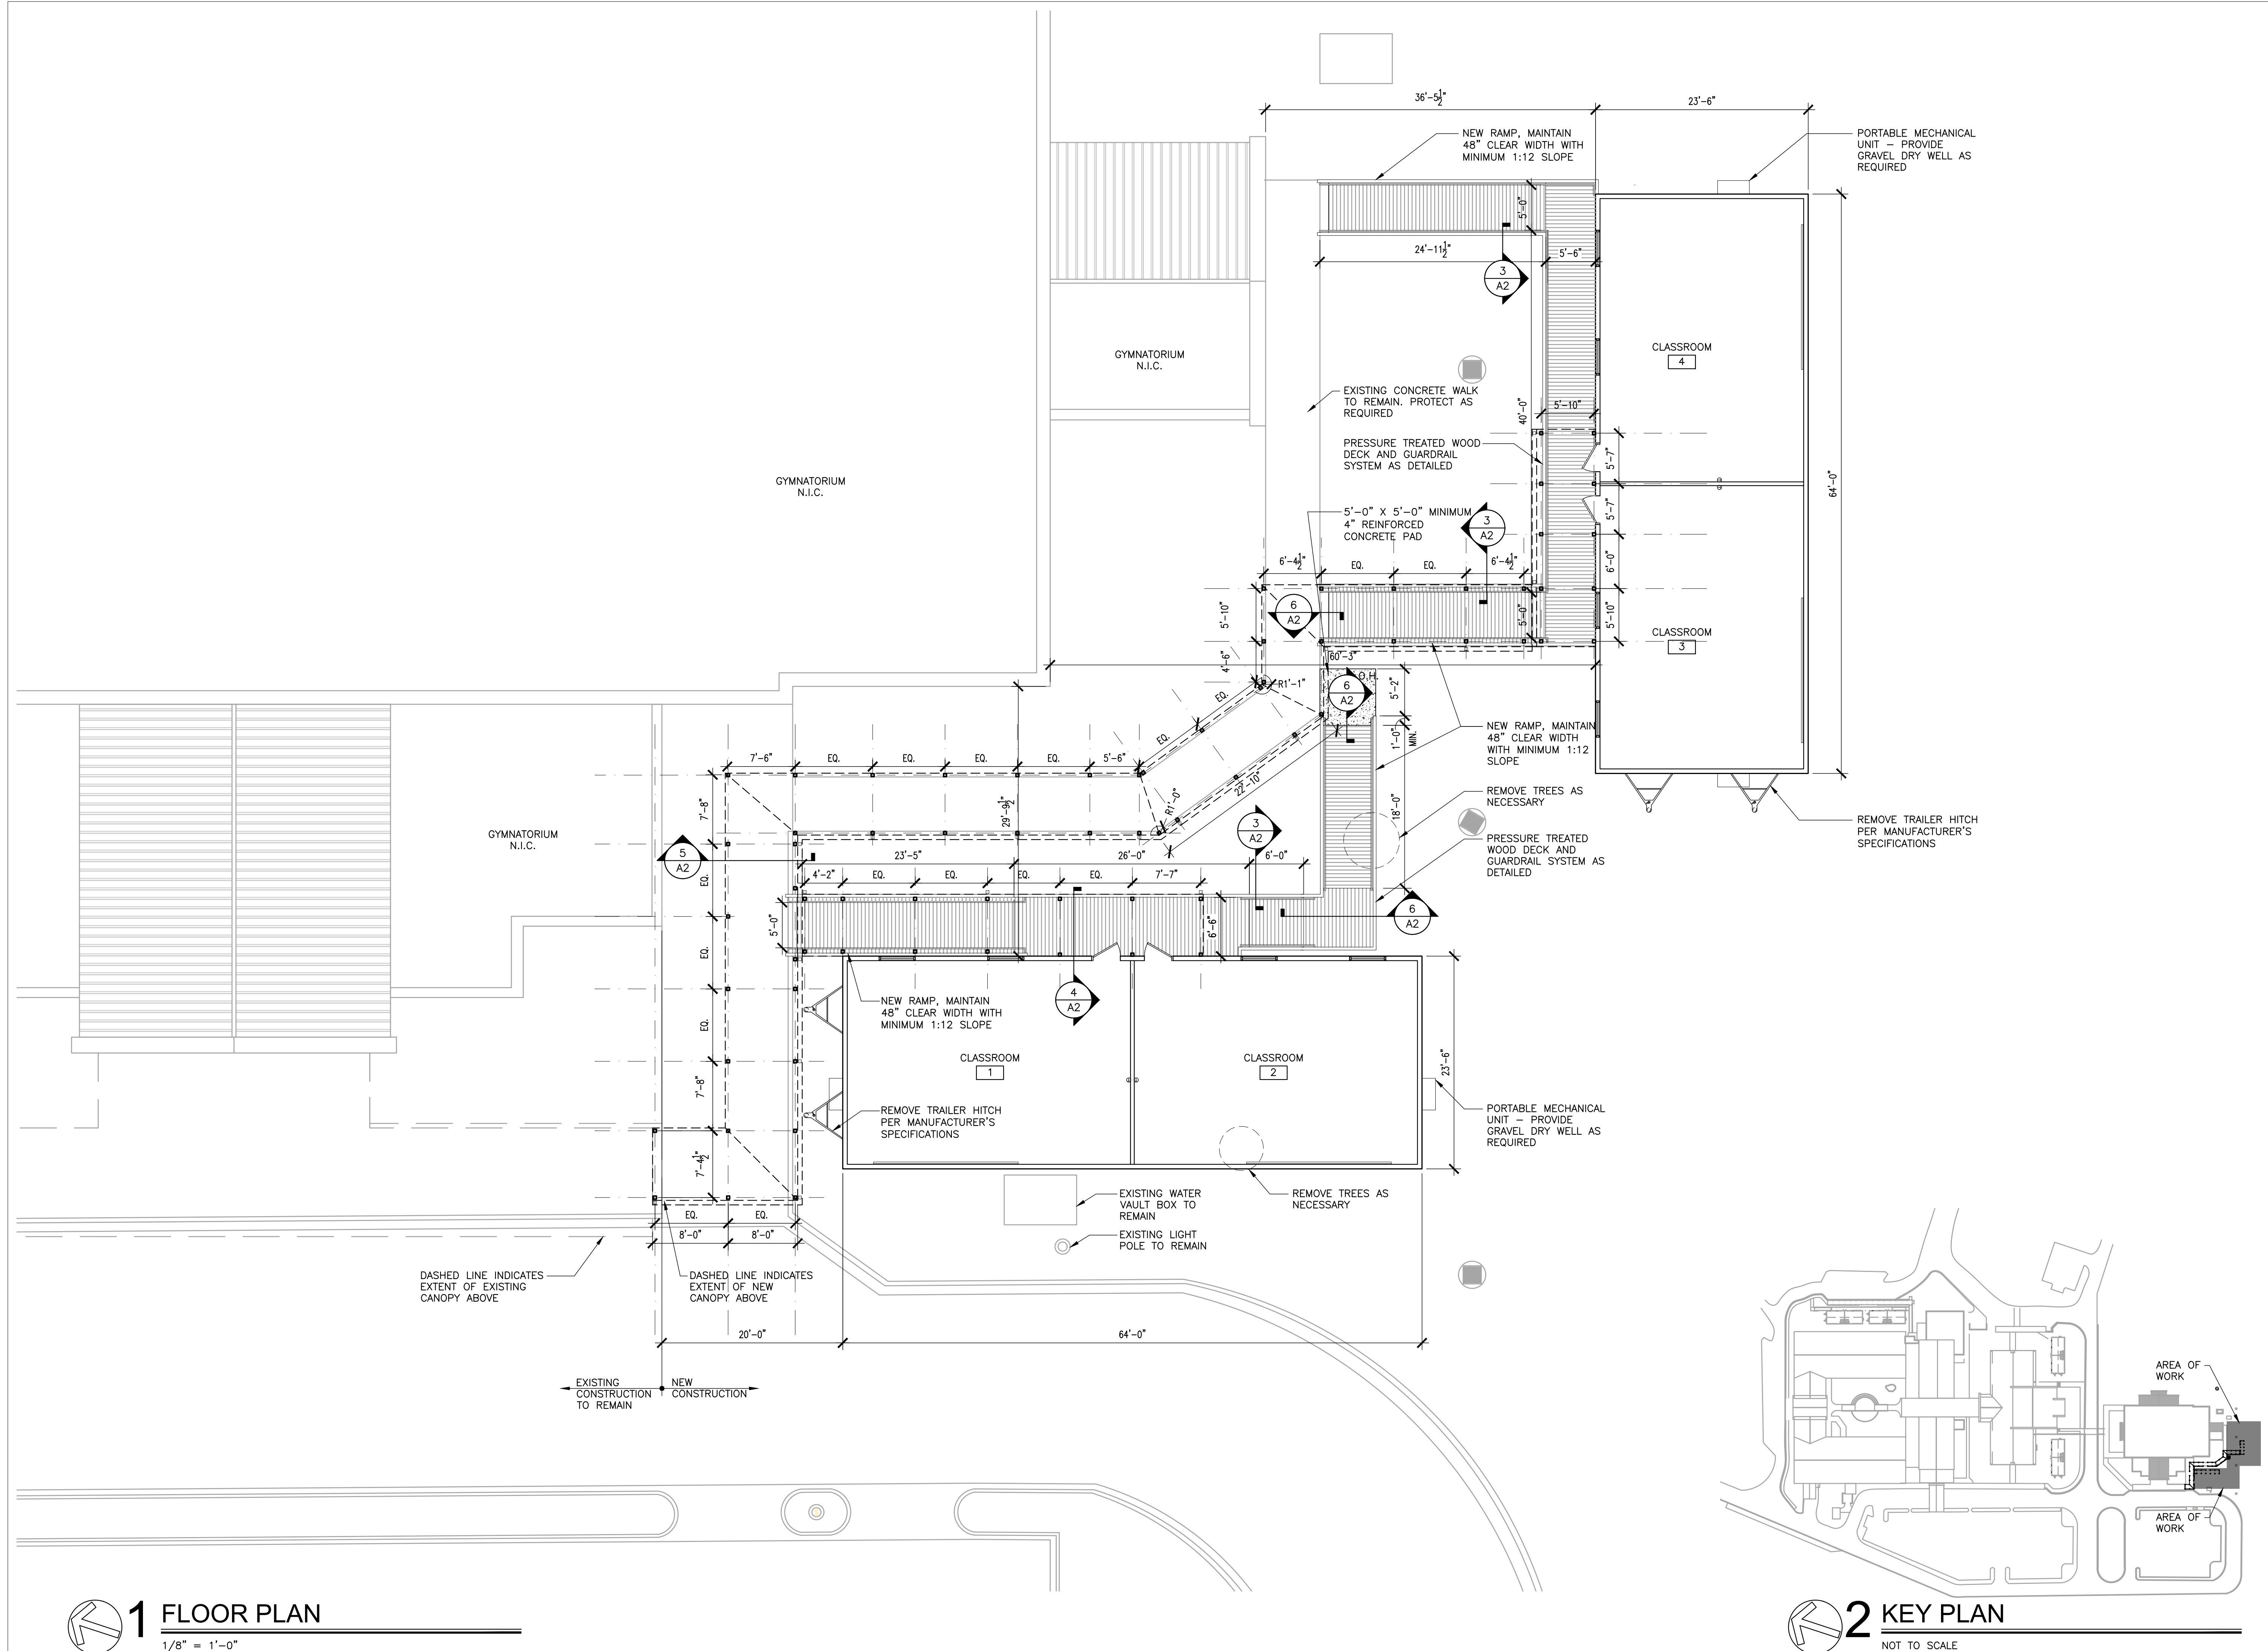 36'-5 1/2"
23'-6"
NEW RAMP, MAINTAIN
48" CLEAR WIDTH WITH
MINIMUM 1:12 SLOPE
PORTABLE MECHANICAL
UNIT – PROVIDE
GRAVEL DRY WELL AS
REQUIRED
5'-0"
24'-11 1/2"
5'-6"
3
A2
GYMNATORIUM
N.I.C.
CLASSROOM
4
EXISTING CONCRETE WALK
TO REMAIN. PROTECT AS
REQUIRED
40'-0"
5'-10"
PRESSURE TREATED WOOD
DECK AND GUARDRAIL
SYSTEM AS DETAILED
5'-7"
64'-0"
GYMNATORIUM
N.I.C.
5'-0" X 5'-0" MINIMUM
4" REINFORCED
CONCRETE PAD
3
A2
5'-7"
6'-4 1/2"
EQ.
EQ.
6'-4 1/2"
6'-0"
5'-10"
6
A2
5'-0"
5'-10"
CLASSROOM
3
4'-6"
60'-3"
O.H.
R1'-1"
6
A2
5'-2"
EQ.
EQ.
1'-0"
MIN.
NEW RAMP, MAINTAIN
48" CLEAR WIDTH
WITH MINIMUM 1:12
SLOPE
7'-6"
EQ.
EQ.
EQ.
EQ.
5'-6"
22'-10"
R1'-0"
7'-8"
29'-9 1/2"
18'-0"
REMOVE TREES AS
NECESSARY
REMOVE TRAILER HITCH
PER MANUFACTURER'S
SPECIFICATIONS
GYMNATORIUM
N.I.C.
5
A2
3
A2
PRESSURE TREATED
WOOD DECK AND
GUARDRAIL SYSTEM AS
DETAILED
23'-5"
26'-0"
6'-0"
EQ.
4'-2"
EQ.
EQ.
EQ.
EQ.
7'-7"
5'-0"
6'-6"
6
A2
EQ.
NEW RAMP, MAINTAIN
48" CLEAR WIDTH WITH
MINIMUM 1:12 SLOPE
4
A2
EQ.
CLASSROOM
1
CLASSROOM
2
23'-6"
7'-8"
REMOVE TRAILER HITCH
PER MANUFACTURER'S
SPECIFICATIONS
PORTABLE MECHANICAL
UNIT – PROVIDE
GRAVEL DRY WELL AS
REQUIRED
7'-4 1/2"
EXISTING WATER
VAULT BOX TO
REMAIN
REMOVE TREES AS
NECESSARY
EQ.
EQ.
8'-0"
8'-0"
EXISTING LIGHT
POLE TO REMAIN
DASHED LINE INDICATES
EXTENT OF EXISTING
CANOPY ABOVE
DASHED LINE INDICATES
EXTENT OF NEW
CANOPY ABOVE
20'-0"
64'-0"
EXISTING
CONSTRUCTION
TO REMAIN
NEW
CONSTRUCTION
AREA OF
WORK
AREA OF
WORK
1 FLOOR PLAN
1/8" = 1'-0"
2 KEY PLAN
NOT TO SCALE